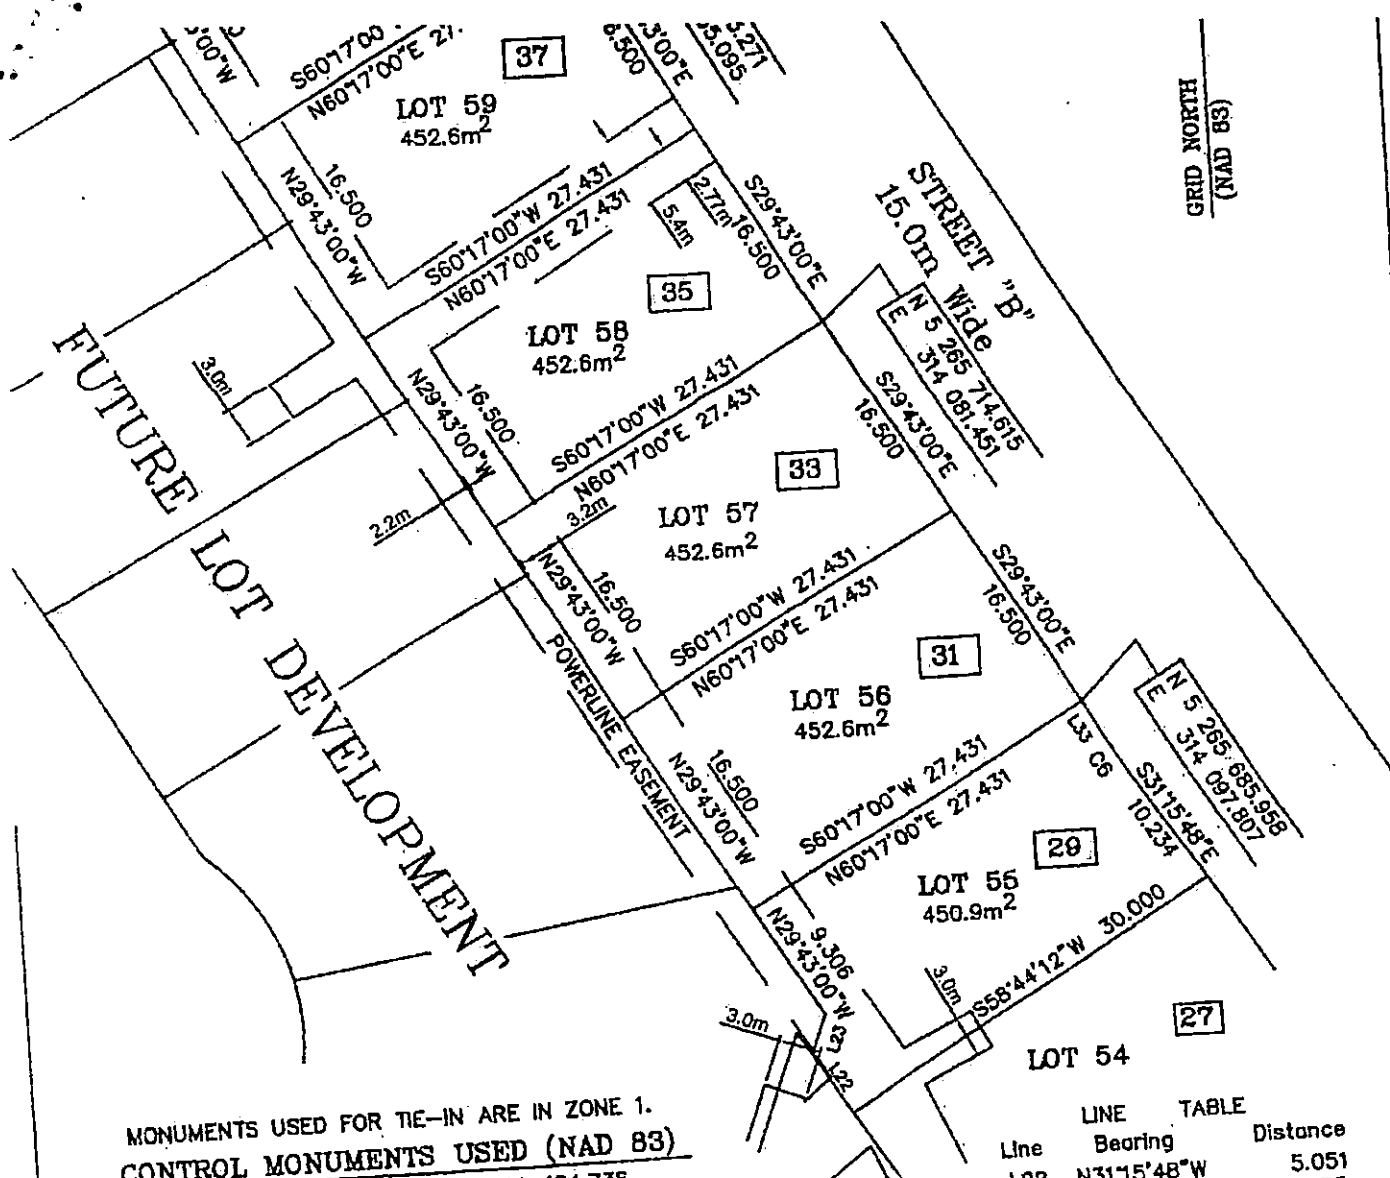 S60°17'00
N60°17'00"E 27.
37
LOT 59
452.6m²
6.500
3'00"E
5.095
5.271
'00"W
GRID NORTH
(NAD 83)
STREET "B"
15.0m Wide
N29°43'00"W
16.500
S60°17'00"W 27.431
N60°17'00"E 27.431
2.77m
5.4m
S29°43'00"E
16.500
35
LOT 58
452.6m²
N 5 265 714.615
E 314 081.451
3.0m
N29°43'00"W
16.500
S60°17'00"W 27.431
N60°17'00"E 27.431
S29°43'00"E
16.500
33
LOT 57
452.6m²
2.2m
3.2m
N29°43'00"W
16.500
S60°17'00"W 27.431
N60°17'00"E 27.431
S29°43'00"E
16.500
31
LOT 56
452.6m²
FUTURE LOT DEVELOPMENT
POWERLINE EASEMENT
N29°43'00"W
16.500
S60°17'00"W 27.431
N60°17'00"E 27.431
L33 C6
S31°15'48"E
10.234
N 5 265 685.958
E 314 097.807
29
LOT 55
450.9m²
N29°43'00"W
9.306
3.0m
S58°44'12"W 30.000
3.0m
L23
L22
27
LOT 54
MONUMENTS USED FOR TIE-IN ARE IN ZONE 1.
CONTROL MONUMENTS USED (NAD 83)
LINE TABLE
Line Bearing Distance
N31°15'48"W 5.051